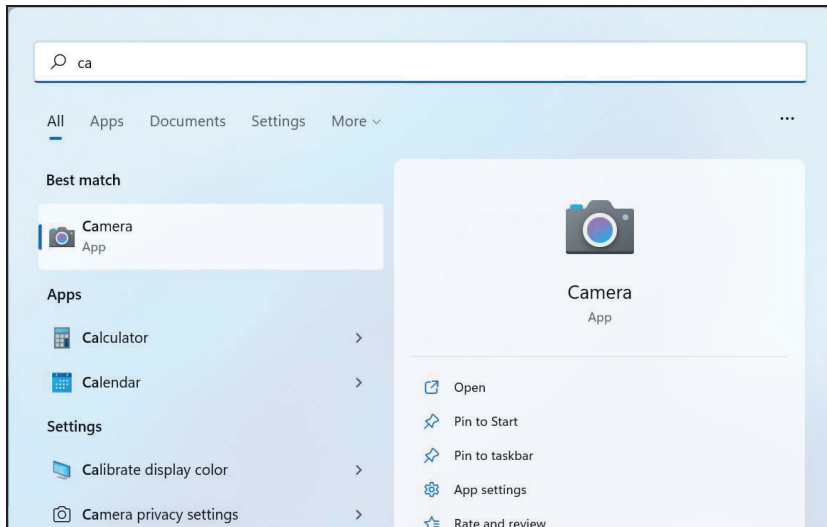 ca
All Apps Documents Settings More
Best match
Camera
App
Apps
Calculator
Calendar
Settings
Calibrate display color
Camera privacy settings
Camera
App
Open
Pin to Start
Pin to taskbar
App settings
Rate and review